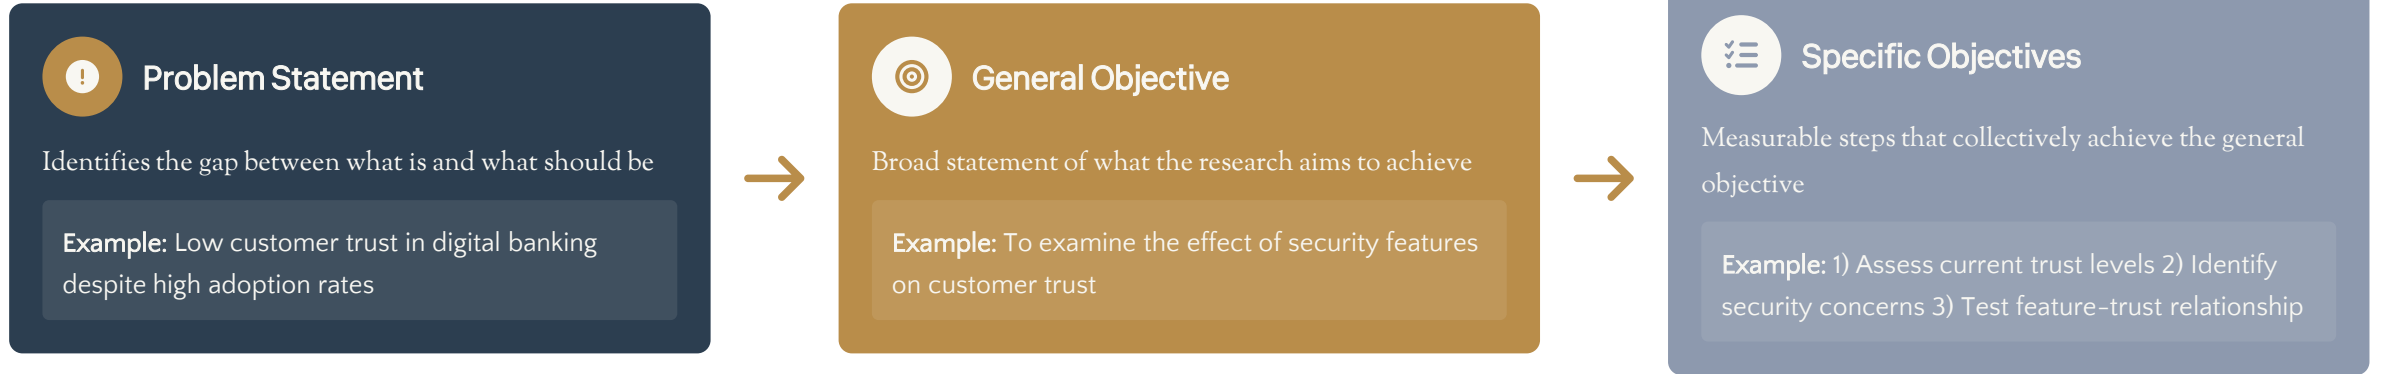 Problem Statement
Identifies the gap between what is and what should be
Example: Low customer trust in digital banking
despite high adoption rates
General Objective
Broad statement of what the research aims to achieve
Example: To examine the effect of security features
on customer trust
Specific Objectives
Measurable steps that collectively achieve the general
objective
Example: 1) Assess current trust levels 2) Identify
security concerns 3) Test feature-trust relationship